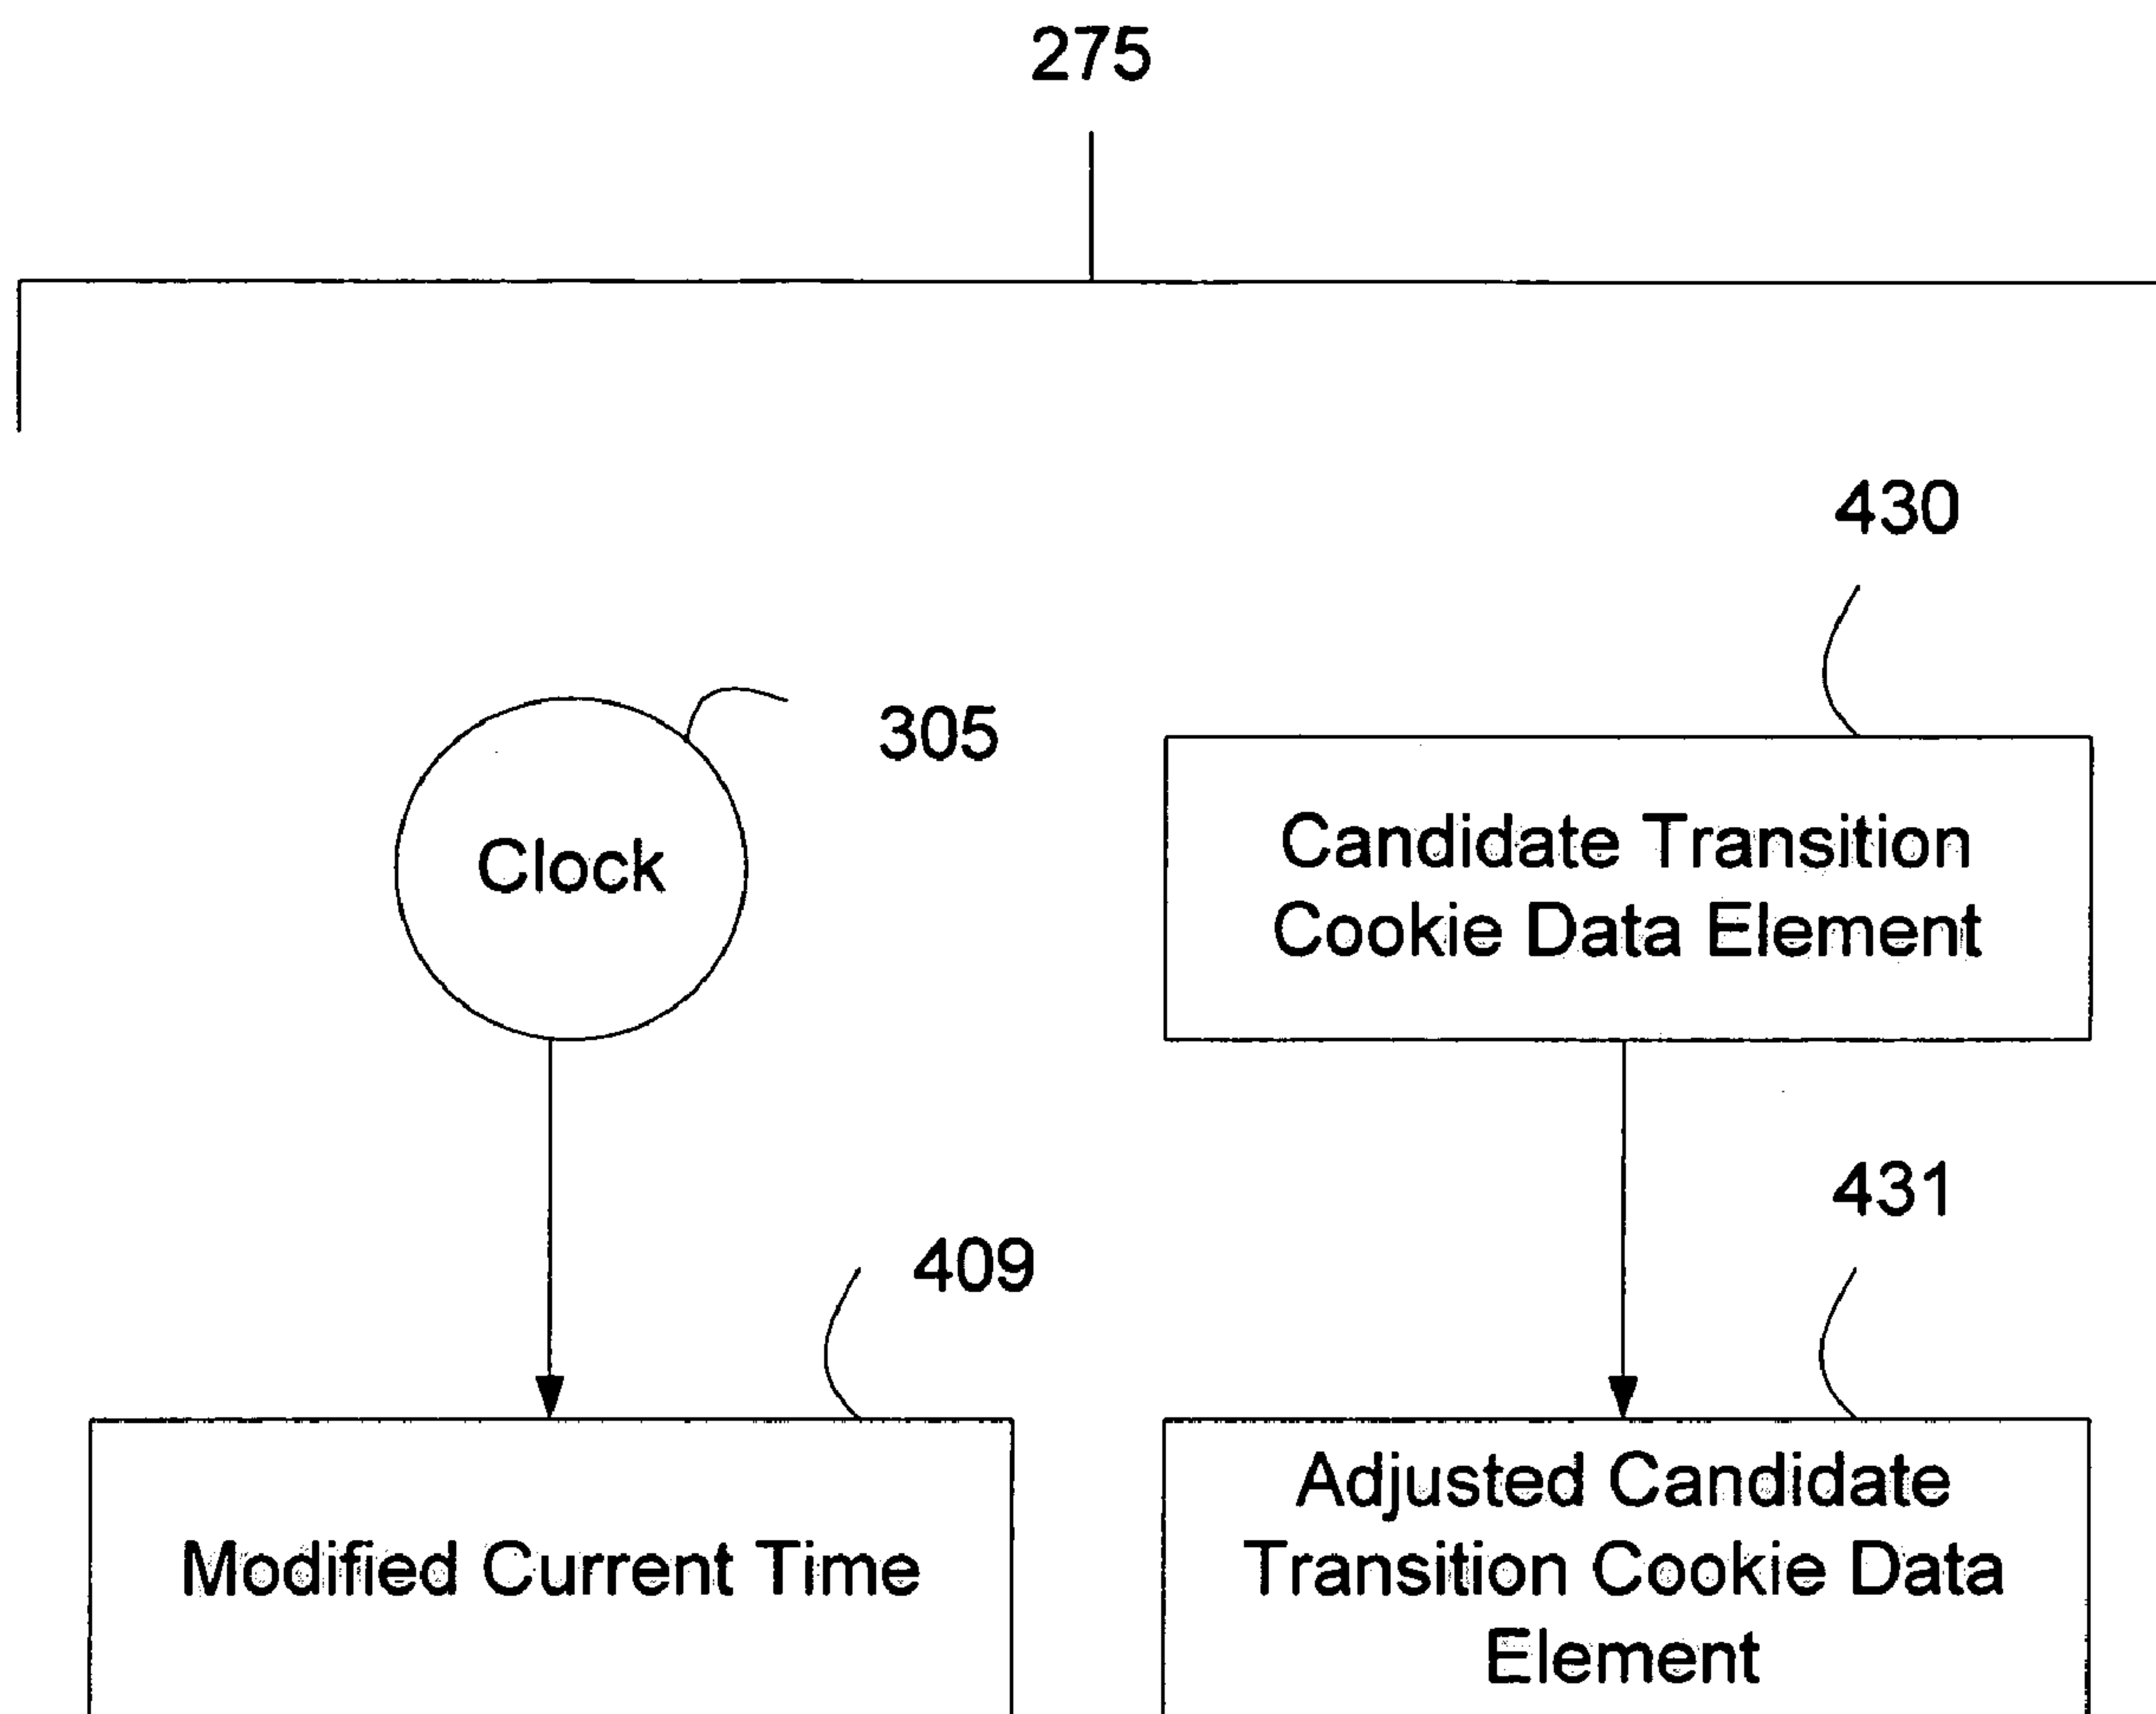 275
430
305
Clock
Candidate Transition
Cookie Data Element
431
409
Modified Current Time
Adjusted Candidate
Transition Cookie Data
Element